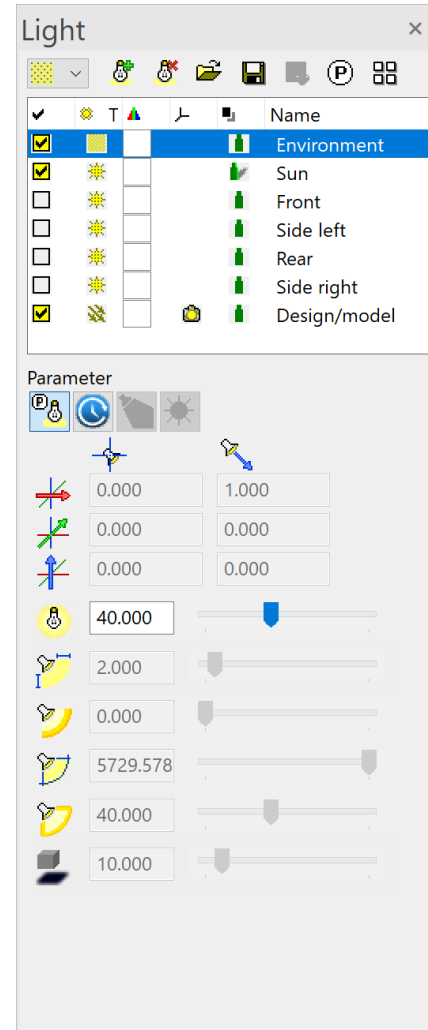 Light
P
T Name
Environment
Sun
Front
Side left
Rear
Side right
Design/model
Parameter
P
0.000 1.000
0.000 0.000
0.000 0.000
40.000
2.000
0.000
5729.578
40.000
10.000